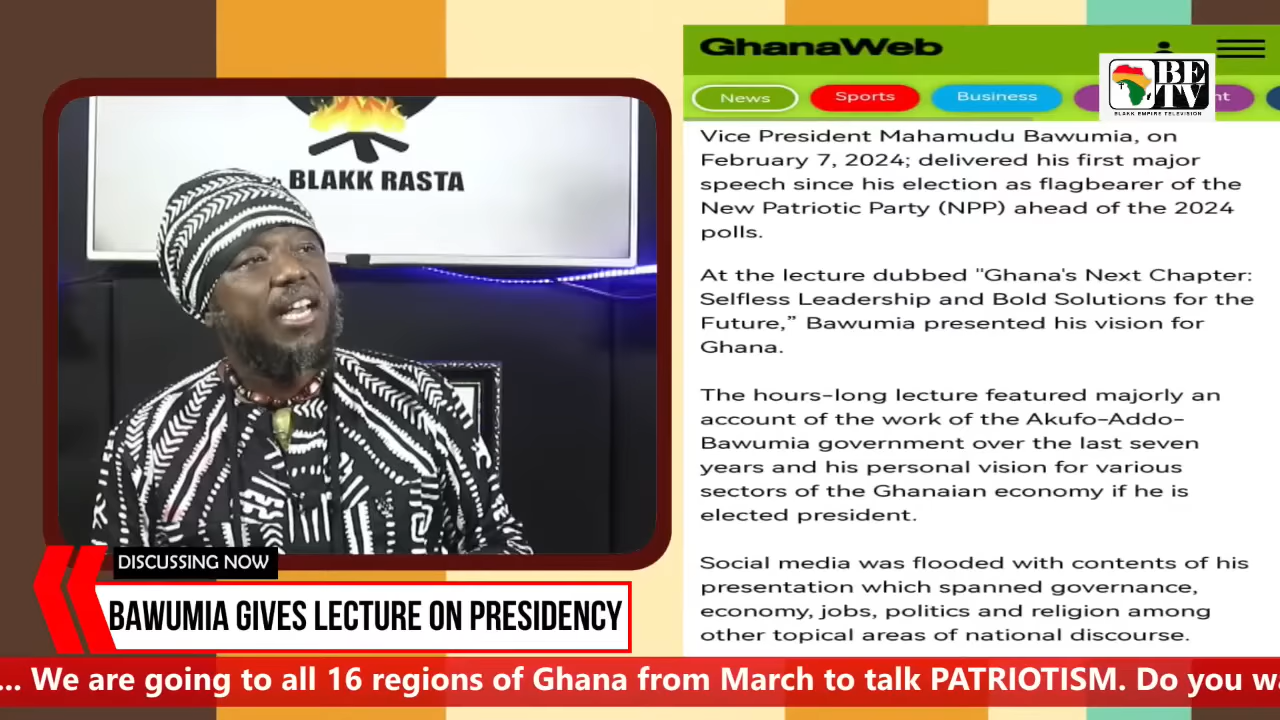 BLAKK RASTA
DISCUSSING NOW
BAWUMIA GIVES LECTURE ON PRESIDENCY
GhanaWeb
BE
TV
BLAKK EMPIRE TELEVISION
News
Sports
Business
nt
Vice President Mahamudu Bawumia, on
February 7, 2024; delivered his first major
speech since his election as flagbearer of the
New Patriotic Party (NPP) ahead of the 2024
polls.
At the lecture dubbed "Ghana's Next Chapter:
Selfless Leadership and Bold Solutions for the
Future,” Bawumia presented his vision for
Ghana.
The hours-long lecture featured majorly an
account of the work of the Akufo-Addo-
Bawumia government over the last seven
years and his personal vision for various
sectors of the Ghanaian economy if he is
elected president.
Social media was flooded with contents of his
presentation which spanned governance,
economy, jobs, politics and religion among
other topical areas of national discourse.
... We are going to all 16 regions of Ghana from March to talk PATRIOTISM. Do you wa